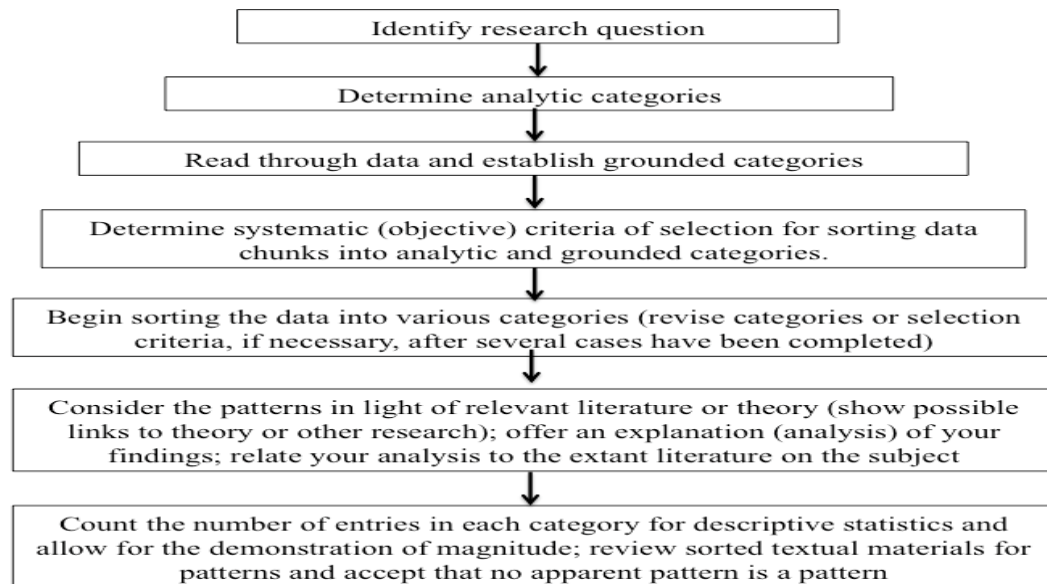 Identify research question
Determine analytic categories
Read through data and establish grounded categories
Determine systematic (objective) criteria of selection for sorting data
chunks into analytic and grounded categories.
Begin sorting the data into various categories (revise categories or selection
criteria, if necessary, after several cases have been completed)
Consider the patterns in light of relevant literature or theory (show possible
links to theory or other research); offer an explanation (analysis) of your
findings; relate your analysis to the extant literature on the subject
Count the number of entries in each category for descriptive statistics and
allow for the demonstration of magnitude; review sorted textual materials for
patterns and accept that no apparent pattern is a pattern